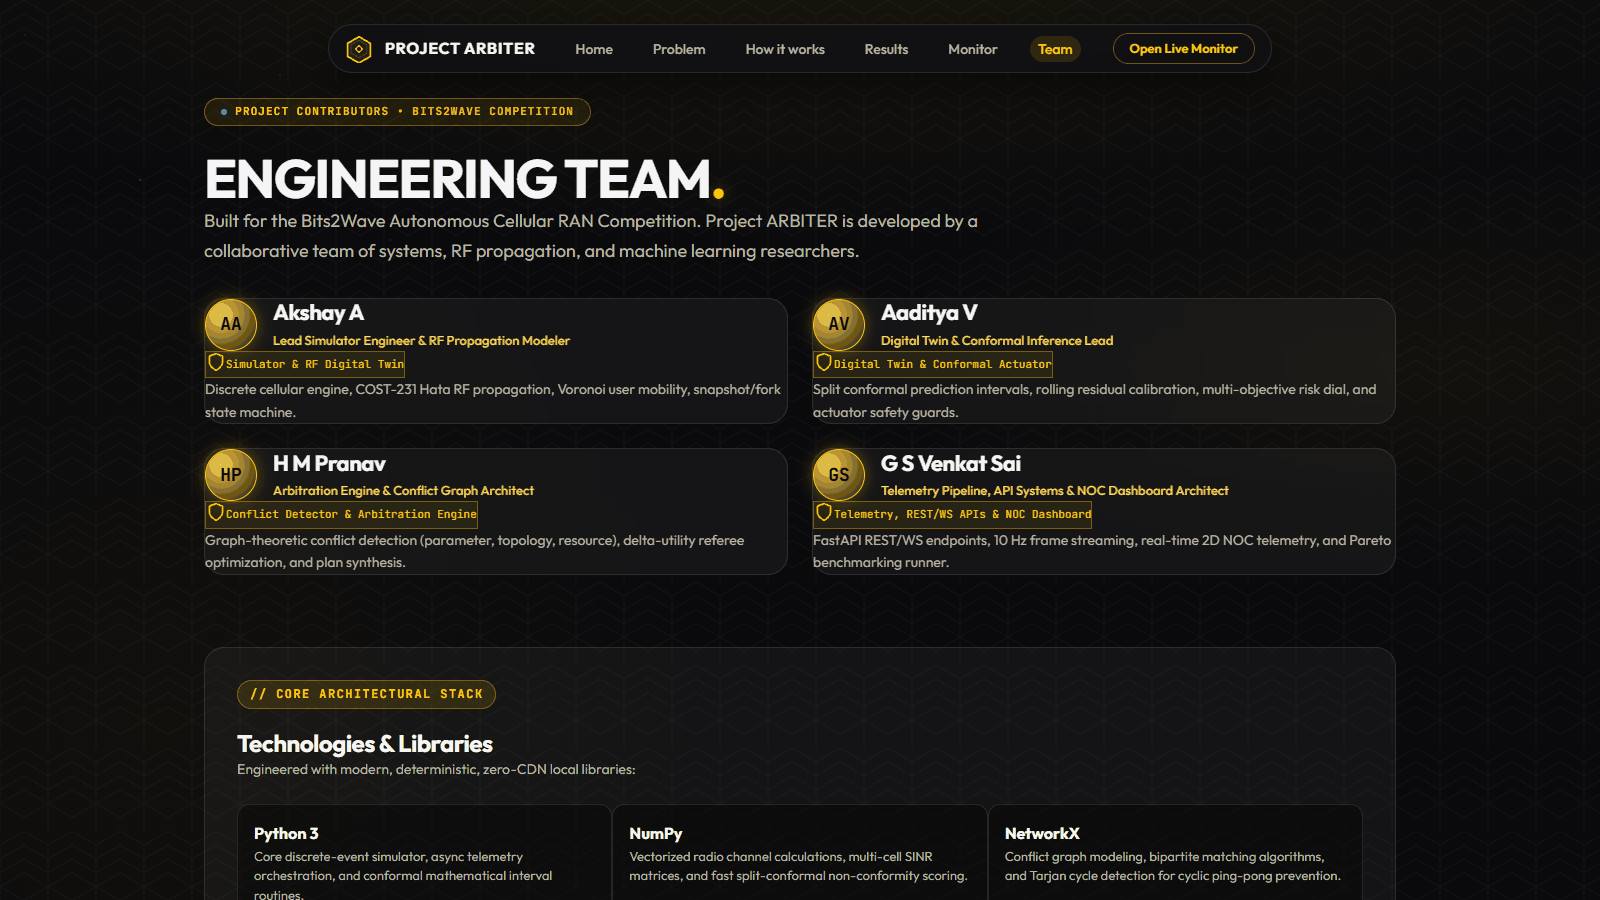 PROJECT ARBITER
Home
Problem
How it works
Results
Monitor
Team
Open Live Monitor
PROJECT CONTRIBUTORS • BITS2WAVE COMPETITION
ENGINEERING TEAM.
Built for the Bits2Wave Autonomous Cellular RAN Competition. Project ARBITER is developed by a
collaborative team of systems, RF propagation, and machine learning researchers.
AA
Akshay A
Lead Simulator Engineer & RF Propagation Modeler
Simulator & RF Digital Twin
Discrete cellular engine, COST-231 Hata RF propagation, Voronoi user mobility, snapshot/fork
state machine.
AV
Aaditya V
Digital Twin & Conformal Inference Lead
Digital Twin & Conformal Actuator
Split conformal prediction intervals, rolling residual calibration, multi-objective risk dial, and
actuator safety guards.
HP
H M Pranav
Arbitration Engine & Conflict Graph Architect
Conflict Detector & Arbitration Engine
Graph-theoretic conflict detection (parameter, topology, resource), delta-utility referee
optimization, and plan synthesis.
GS
G S Venkat Sai
Telemetry Pipeline, API Systems & NOC Dashboard Architect
Telemetry, REST/WS APIs & NOC Dashboard
FastAPI REST/WS endpoints, 10 Hz frame streaming, real-time 2D NOC telemetry, and Pareto
benchmarking runner.
// CORE ARCHITECTURAL STACK
Technologies & Libraries
Engineered with modern, deterministic, zero-CDN local libraries:
Python 3
Core discrete-event simulator, async telemetry
orchestration, and conformal mathematical interval
routines.
NumPy
Vectorized radio channel calculations, multi-cell SINR
matrices, and fast split-conformal non-conformity scoring.
NetworkX
Conflict graph modeling, bipartite matching algorithms,
and Tarjan cycle detection for cyclic ping-pong prevention.